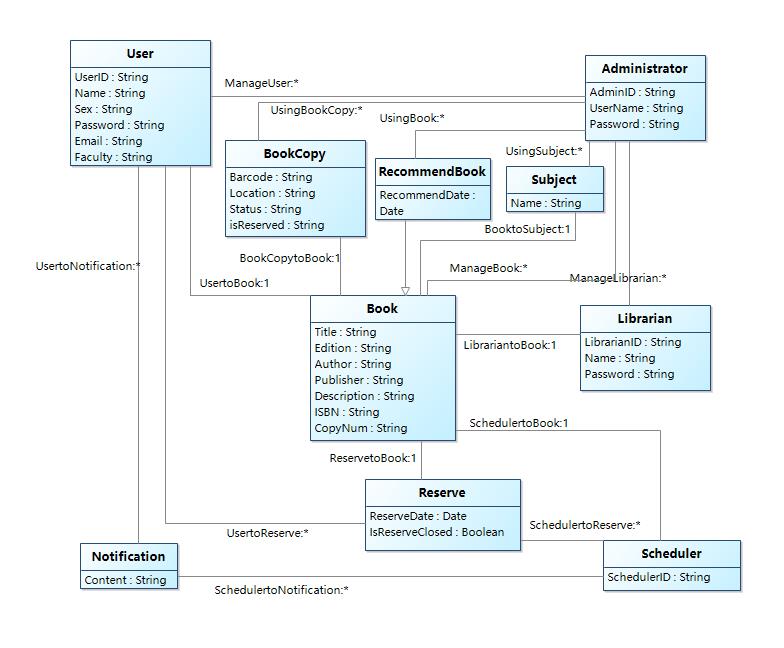 User
UserID : String
Name : String
Sex : String
Password : String
Email : String
Faculty : String
ManageUser:*
Administrator
AdminID : String
UserName : String
Password : String
UsingBookCopy:*
UsingBook:*
UsingSubject:*
BookCopy
Barcode : String
Location : String
Status : String
isReserved : String
RecommendBook
RecommendDate :
Date
Subject
Name : String
BooktoSubject:1
BookCopytoBook:1
UsertoNotification:*
ManageBook:*
ManageLibrarian:*
UsertoBook:1
Book
Title : String
Edition : String
Author : String
Publisher : String
Description : String
ISBN : String
CopyNum : String
Librarian
LibrarianID : String
Name : String
Password : String
LibrariantoBook:1
SchedulertoBook:1
ReservetoBook:1
Reserve
ReserveDate : Date
IsReserveClosed : Boolean
UsertoReserve:*
SchedulertoReserve:*
Notification
Content : String
Scheduler
SchedulerID : String
SchedulertoNotification:*